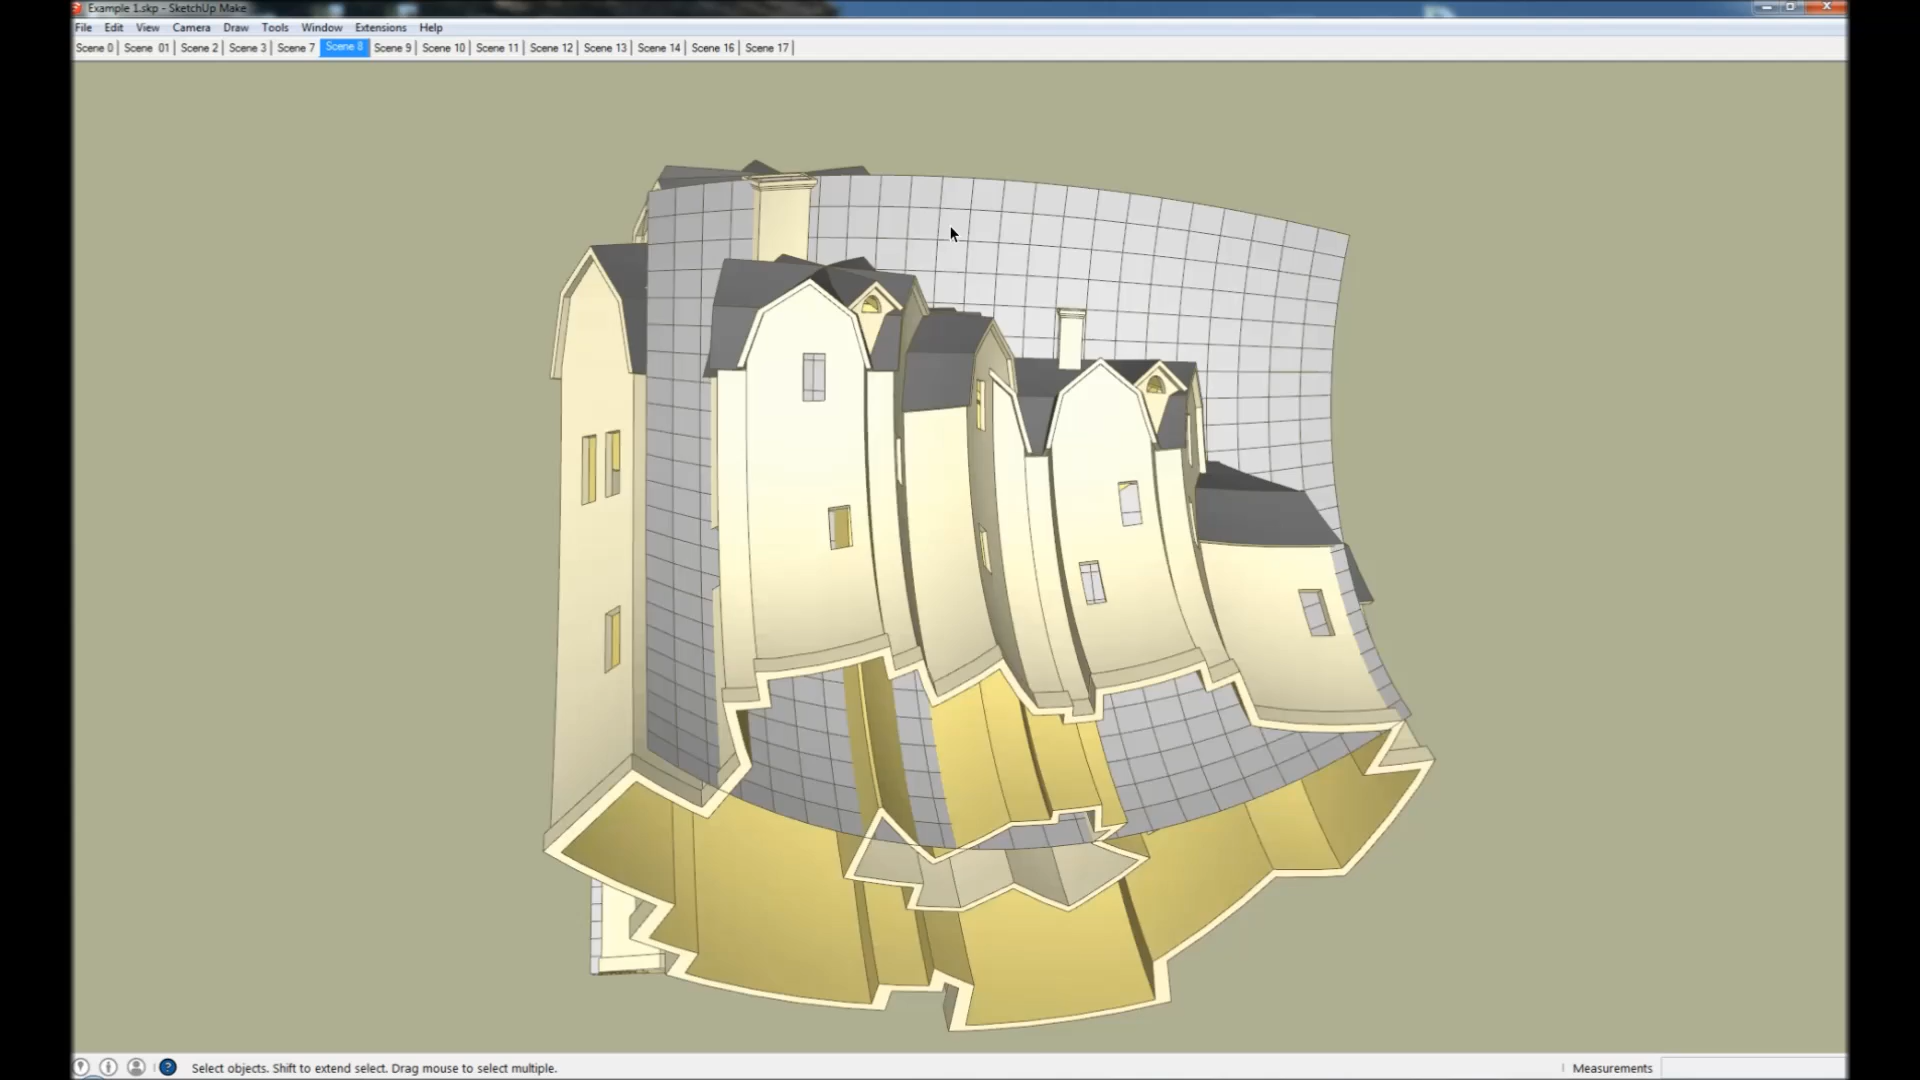 Example 1.skp - SketchUp Make
File Edit View Camera Draw Tools Window Extensions Help
Scene 0 Scene 01 Scene 2 Scene 3 Scene 7 Scene 8 Scene 9 Scene 10 Scene 11 Scene 12 Scene 13 Scene 14 Scene 16 Scene 17
Select objects. Shift to extend select. Drag mouse to select multiple. Measurements